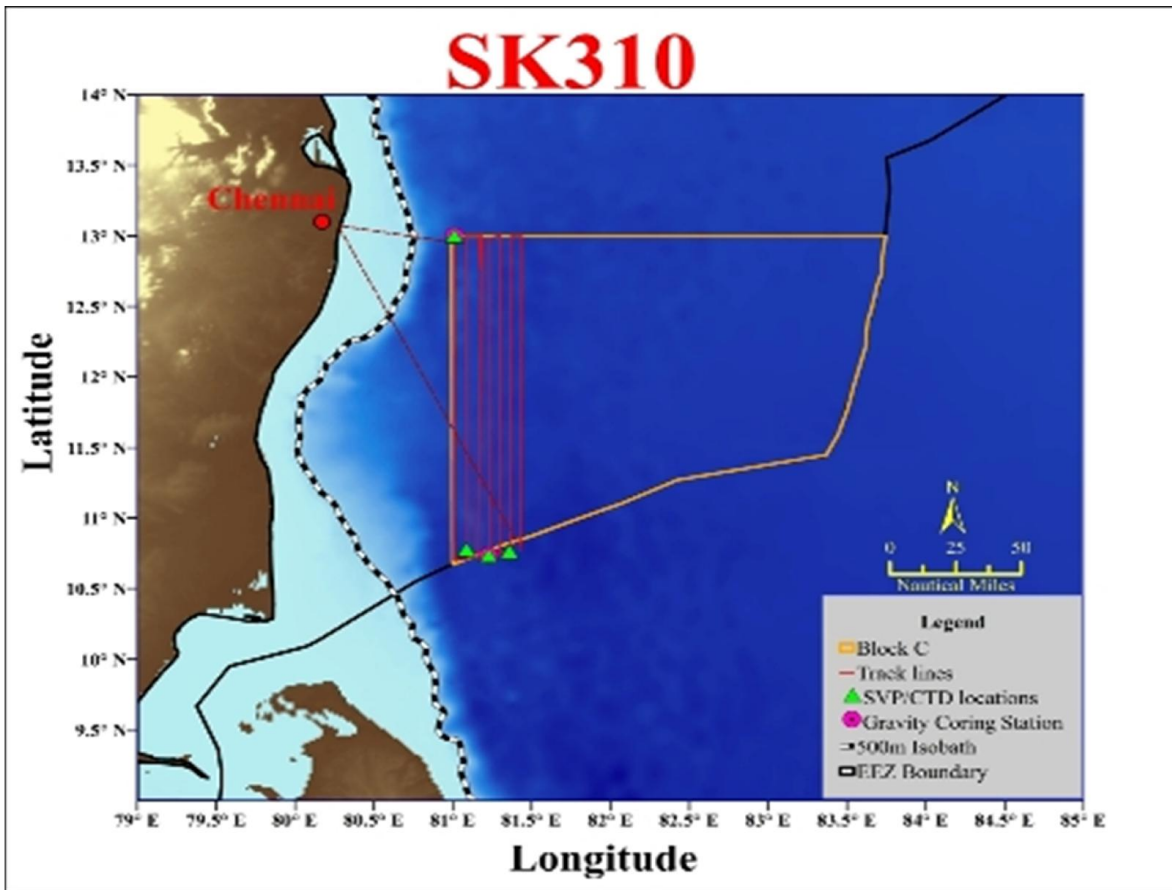 SK310
14° N
13.5° N
13° N
12.5° N
12° N
11.5° N
11° N
10.5° N
10° N
9.5° N
Latitude
Chennai
N
0 25 50
Nautical Miles
Legend
Block C
Track lines
SVP/CTD locations
Gravity Coring Station
500m Isobath
EEZ Boundary
79° E 79.5° E 80° E 80.5° E 81° E 81.5° E 82° E 82.5° E 83° E 83.5° E 84° E 84.5° E 85° E
Longitude